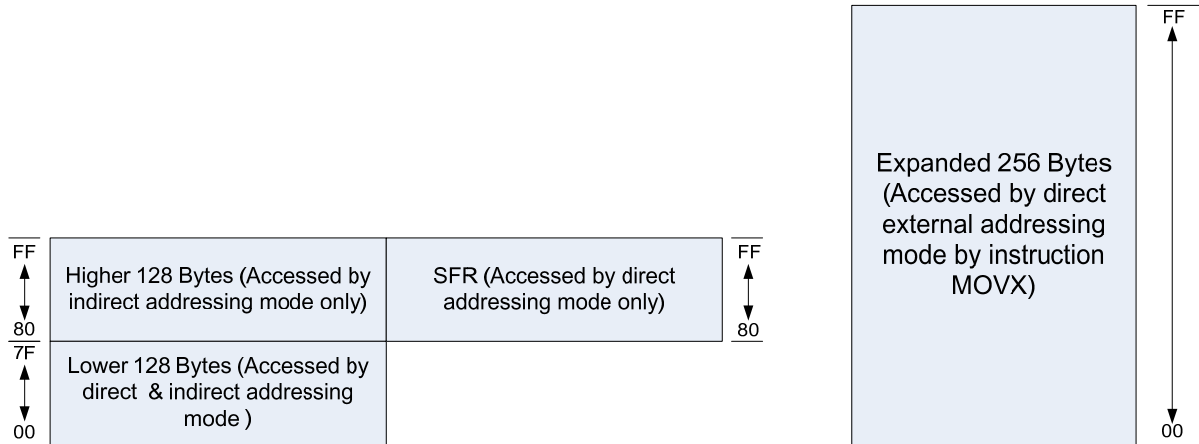 FF
Expanded 256 Bytes
(Accessed by direct
external addressing
mode by instruction
MOVX)
FF
Higher 128 Bytes (Accessed by
indirect addressing mode only)
80
SFR (Accessed by direct
addressing mode only)
FF
80
7F
Lower 128 Bytes (Accessed by
direct & indirect addressing
mode )
00
00